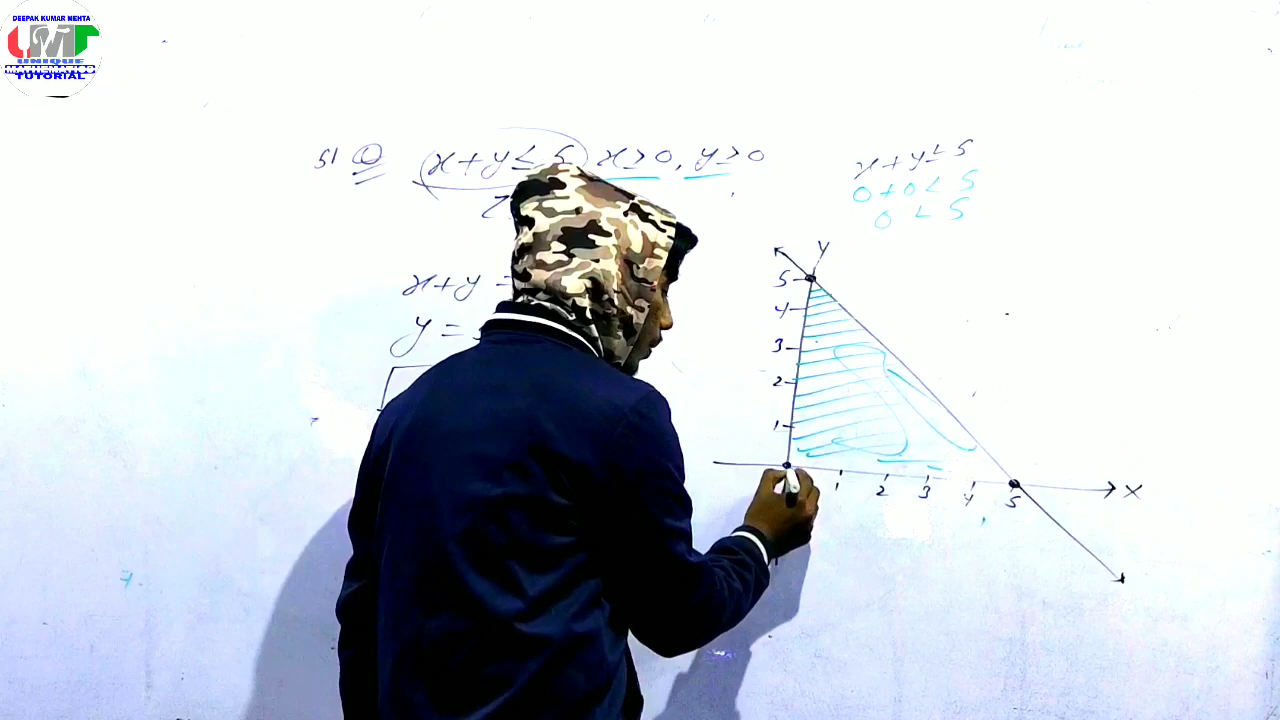 DEEPAK KUMAR MEHTA
UMT
UNIQUE
MATHEMATICS
TUTORIAL
51 Q x+y≤5, x≥0, y≥0
x+y =
y =
x+y≤5
0+0<5
0<5
Y
5
4
3
2
1
1 2 3 4 5 X